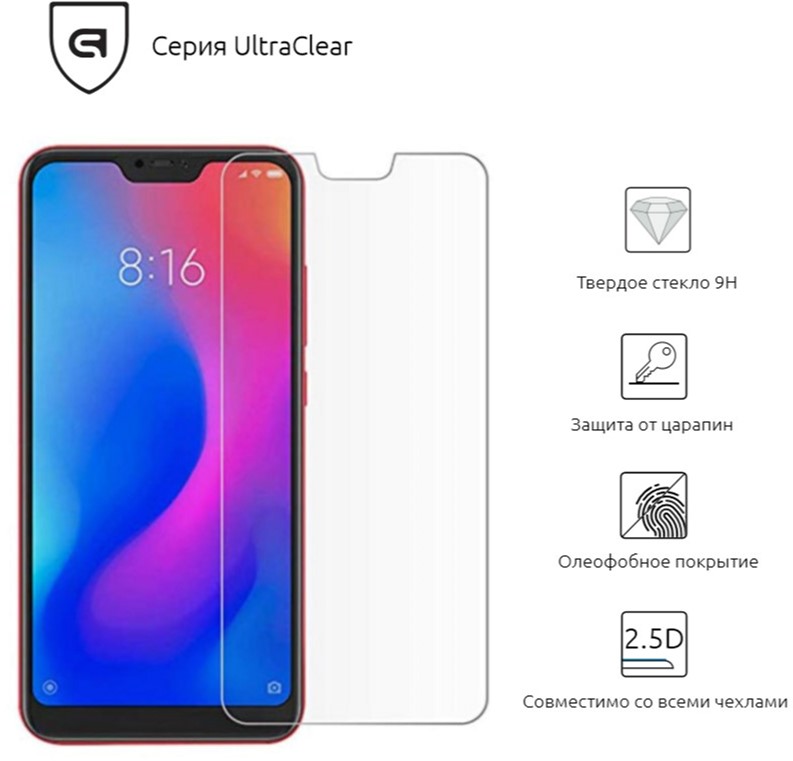 Серия UltraClear
8:16
Твердое стекло 9H
Защита от царапин
Олеофобное покрытие
2.5D
Совместимо со всеми чехлами